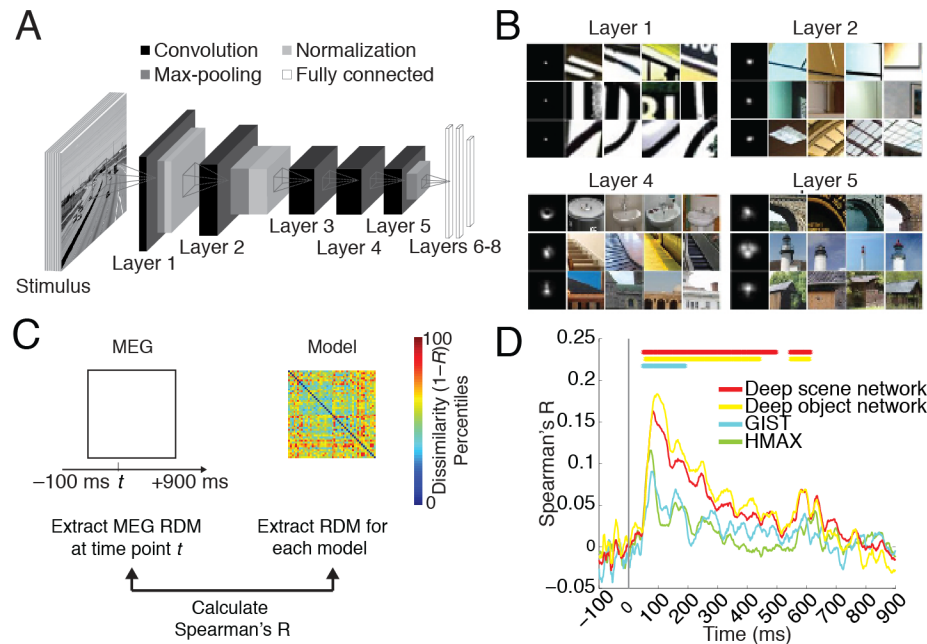 A
Convolution
Normalization
Max-pooling
Fully connected
Layer 1
Layer 2
Layer 3
Layer 4
Layer 5
Layers 6-8
Stimulus
B
Layer 1
Layer 2
Layer 4
Layer 5
C
MEG
Model
−100 ms t +900 ms
100
0
Dissimilarity (1−R)
Percentiles
Extract MEG RDM
at time point t
Extract RDM for
each model
Calculate
Spearman's R
D
0.25
0.2
0.15
0.1
0.05
0
−0.05
Spearman's R
Deep scene network
Deep object network
GIST
HMAX
-100 0 100 200 300 400 500 600 700 800 900
Time (ms)